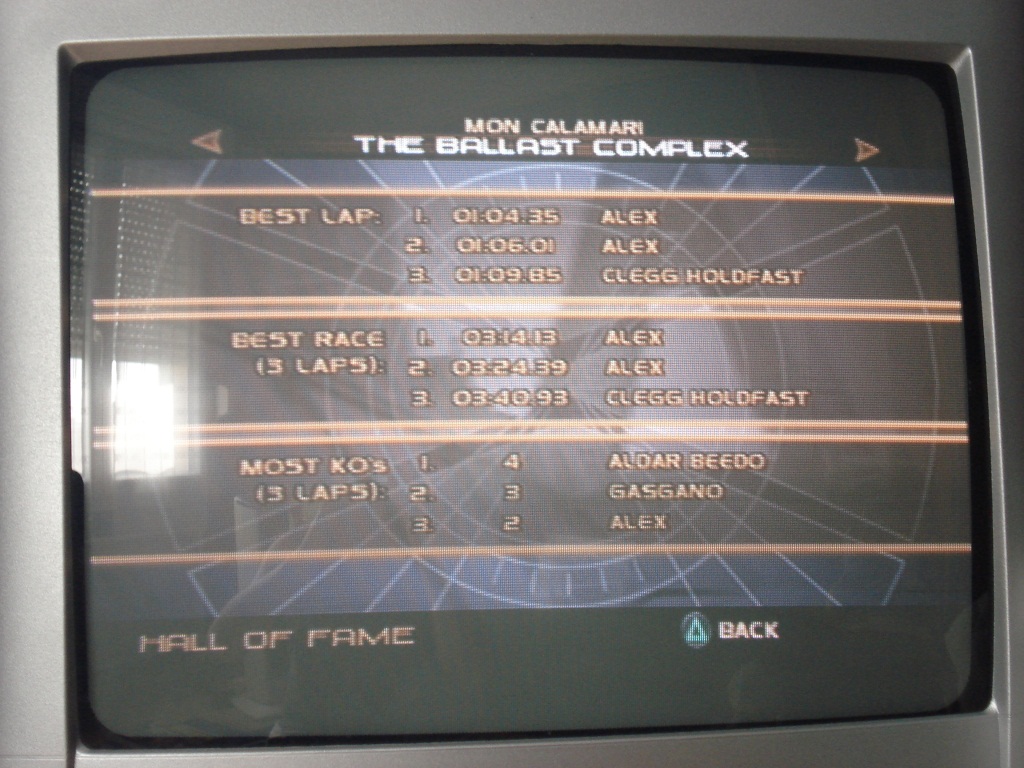 MON CALAMARI
THE BALLAST COMPLEX
BEST LAP: 1. 01:04.35 ALEX
2. 01:06.01 ALEX
3. 01:09.85 CLEGG HOLDFAST
BEST RACE 1. 03:14.13 ALEX
(3 LAPS): 2. 03:24.39 ALEX
3. 03:40.93 CLEGG HOLDFAST
MOST KO's 1. 4 ALDAR BEEDO
(3 LAPS): 2. 3 GASGANO
3. 2 ALEX
HALL OF FAME BACK